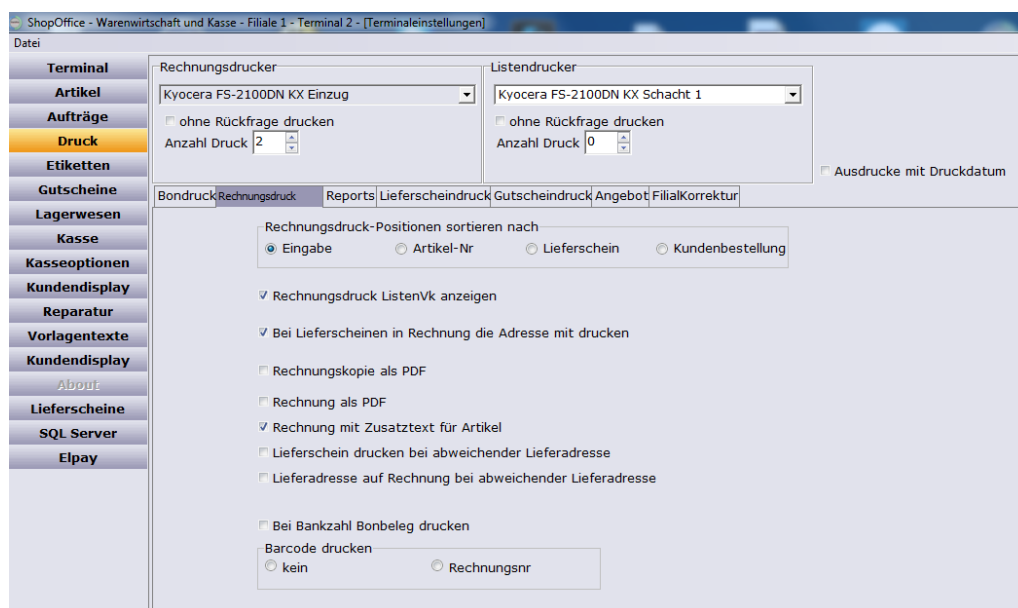 ShopOffice - Warenwirtschaft und Kasse - Filiale 1 - Terminal 2 - [Terminaleinstellungen]
Datei
Terminal
Artikel
Aufträge
Druck
Etiketten
Gutscheine
Lagerwesen
Kasse
Kasseoptionen
Kundendisplay
Reparatur
Vorlagentexte
Kundendisplay
About
Lieferscheine
SQL Server
Elpay
Rechnungsdrucker
Kyocera FS-2100DN KX Einzug
ohne Rückfrage drucken
Anzahl Druck 2
Listendrucker
Kyocera FS-2100DN KX Schacht 1
ohne Rückfrage drucken
Anzahl Druck 0
Ausdrucke mit Druckdatum
Bondruck Rechnungsdruck Reports Lieferscheindruck Gutscheindruck Angebot FilialKorrektur
Rechnungsdruck-Positionen sortieren nach
Eingabe Artikel-Nr Lieferschein Kundenbestellung
Rechnungsdruck ListenVk anzeigen
Bei Lieferscheinen in Rechnung die Adresse mit drucken
Rechnungskopie als PDF
Rechnung als PDF
Rechnung mit Zusatztext für Artikel
Lieferschein drucken bei abweichender Lieferadresse
Lieferadresse auf Rechnung bei abweichender Lieferadresse
Bei Bankzahl Bonbeleg drucken
Barcode drucken
kein Rechnungsnr